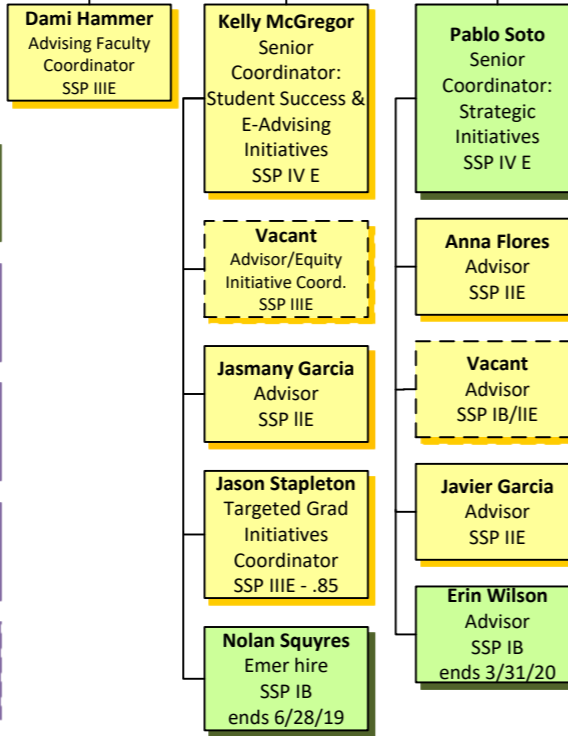 Dami Hammer
Advising Faculty
Coordinator
SSP IIIE
Kelly McGregor
Senior
Coordinator:
Student Success &
E-Advising
Initiatives
SSP IV E
Vacant
Advisor/Equity
Initiative Coord.
SSP IIIE
Jasmany Garcia
Advisor
SSP IIE
Jason Stapleton
Targeted Grad
Initiatives
Coordinator
SSP IIIE - .85
Nolan Squyres
Emer hire
SSP IB
ends 6/28/19
Pablo Soto
Senior
Coordinator:
Strategic
Initiatives
SSP IV E
Anna Flores
Advisor
SSP IIE
Vacant
Advisor
SSP IB/IIE
Javier Garcia
Advisor
SSP IIE
Erin Wilson
Advisor
SSP IB
ends 3/31/20